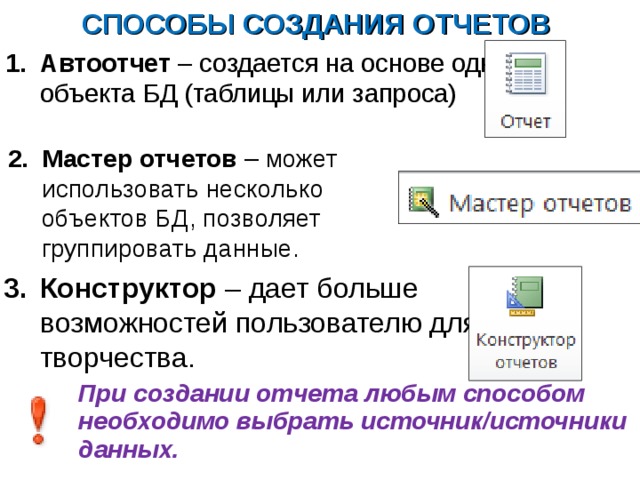 СПОСОБЫ СОЗДАНИЯ ОТЧЕТОВ
1. Автоотчет – создается на основе
объекта БД (таблицы или запроса)
Отчет
2. Мастер отчетов – может
использовать несколько
объектов БД, позволяет
группировать данные.
Мастер отчетов
3. Конструктор – дает больше
возможностей пользователю для
творчества.
Конструктор
отчетов
При создании отчета любым способом
необходимо выбрать источник/источники
данных.